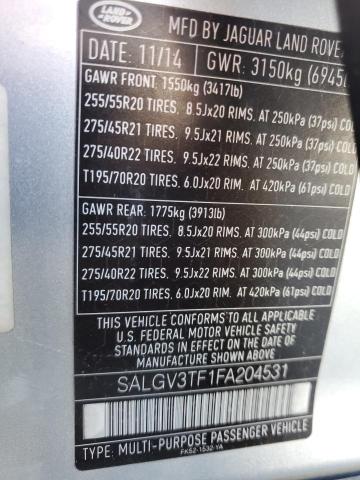 LAND ROVER
MFD BY JAGUAR LAND ROVER
DATE: 11/14 GWR: 3150kg
GAWR FRONT: 1550kg (3417lb)
255/55R20 TIRES. 8.5Jx20 RIMS. AT 250kPa (37psi) COLD
275/45R21 TIRES. 9.5Jx21 RIMS. AT 250kPa (37psi) COLD
275/40R22 TIRES. 9.5Jx22 RIMS. AT 250kPa (37psi) COLD
T195/70R20 TIRES. 6.0Jx20 RIM. AT 420kPa (61psi) COLD
GAWR REAR: 1775kg (3913lb)
255/55R20 TIRES. 8.5Jx20 RIMS. AT 300kPa (44psi) COLD
275/45R21 TIRES. 9.5Jx21 RIMS. AT 300kPa (44psi) COLD
275/40R22 TIRES. 9.5Jx22 RIMS. AT 300kPa (44psi) COLD
T195/70R20 TIRES. 6.0Jx20 RIM. AT 420kPa (61psi) COLD
THIS VEHICLE CONFORMS TO ALL APPLICABLE
U.S. FEDERAL MOTOR VEHICLE SAFETY
STANDARDS IN EFFECT ON THE DATE OF
MANUFACTURE SHOWN ABOVE.
SALGV3TF1FA204531
TYPE: MULTI-PURPOSE PASSENGER VEHICLE
FK52-1532-YA